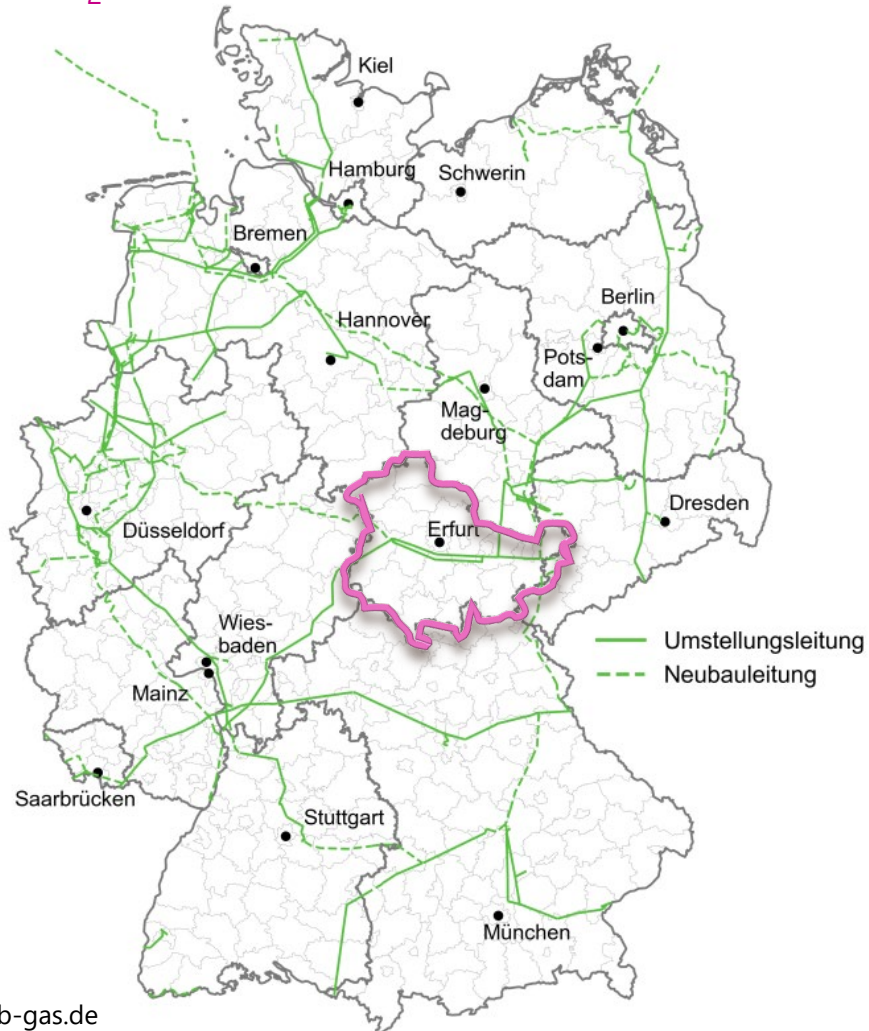 2
Kiel
Hamburg
Schwerin
Bremen
Berlin
Hannover
Pots-
dam
Mag-
deburg
Dresden
Düsseldorf
Erfurt
Wies-
baden
Umstellungsleitung
Neubauleitung
Mainz
Saarbrücken
Stuttgart
München
b-gas.de